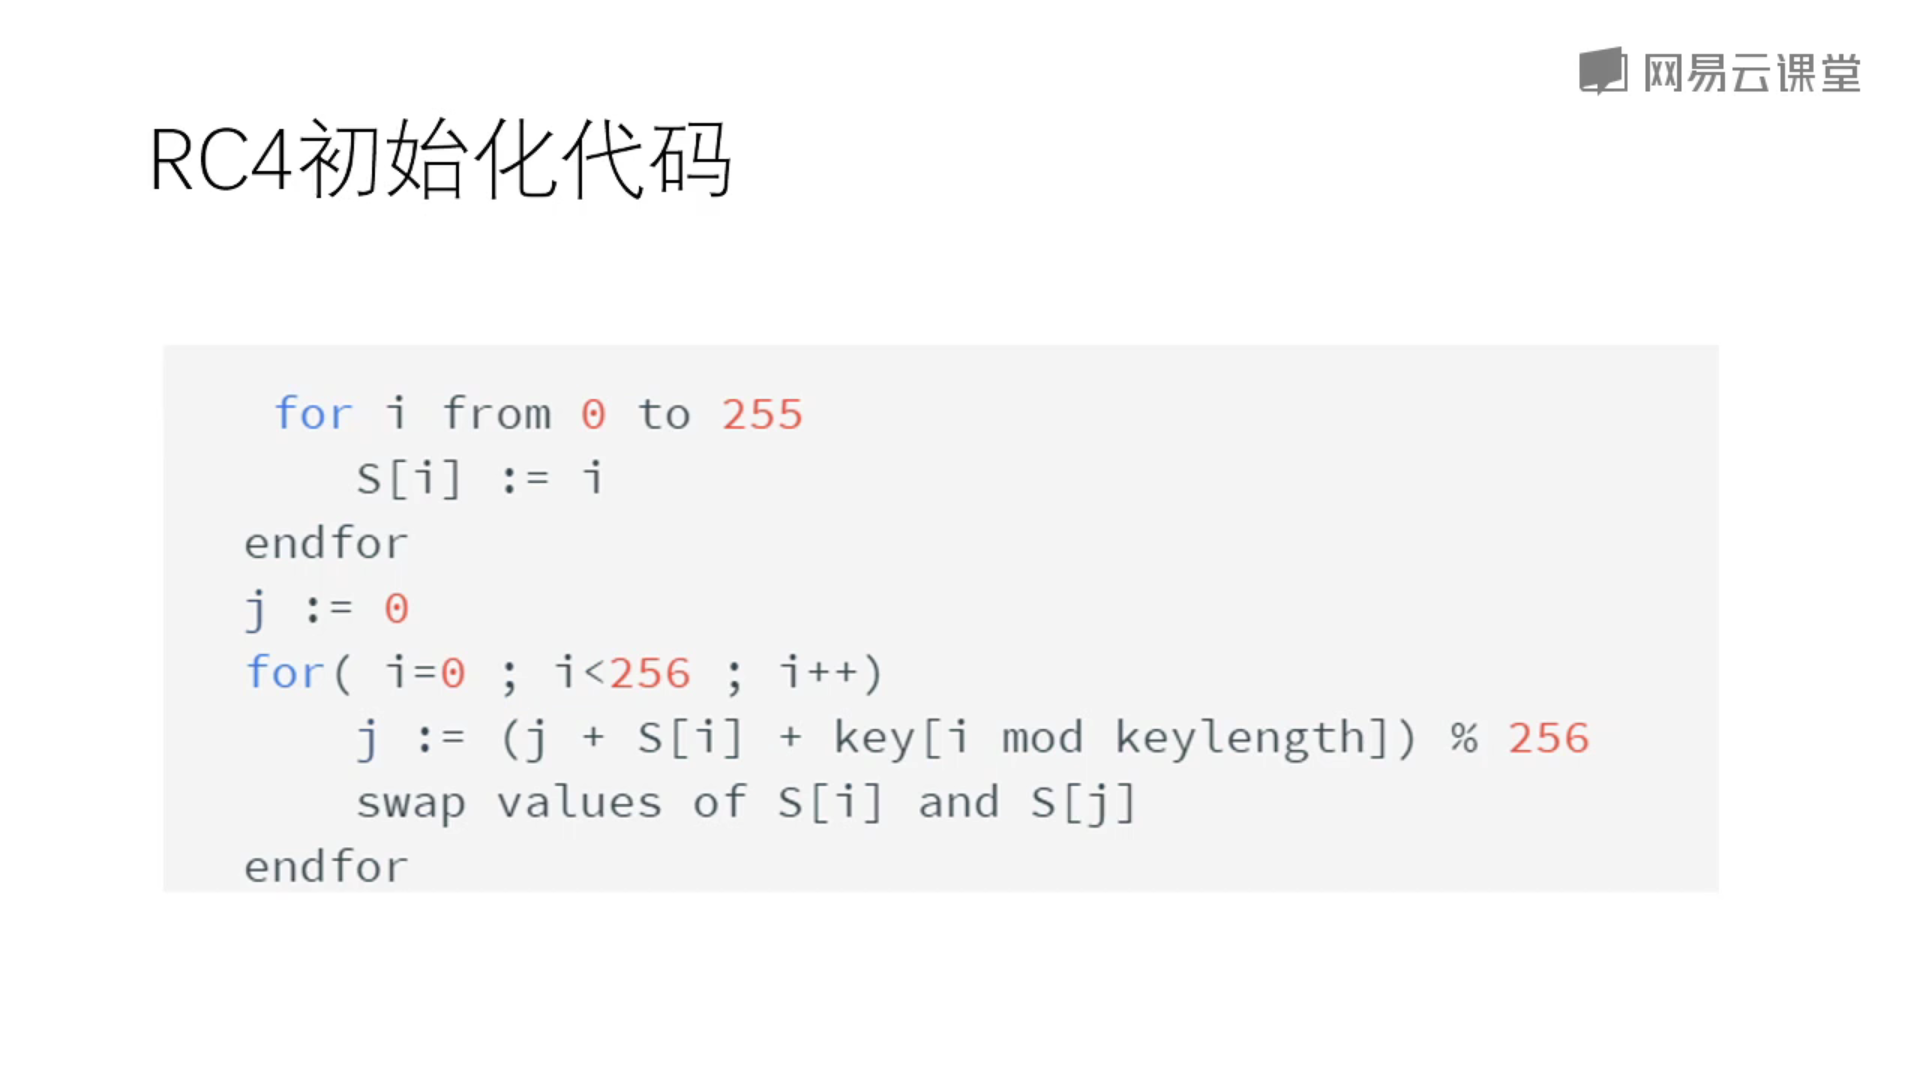 网易云课堂
RC4初始化代码
for i from 0 to 255
S[i] := i
endfor
j := 0
for( i=0 ; i<256 ; i++)
j := (j + S[i] + key[i mod keylength]) % 256
swap values of S[i] and S[j]
endfor